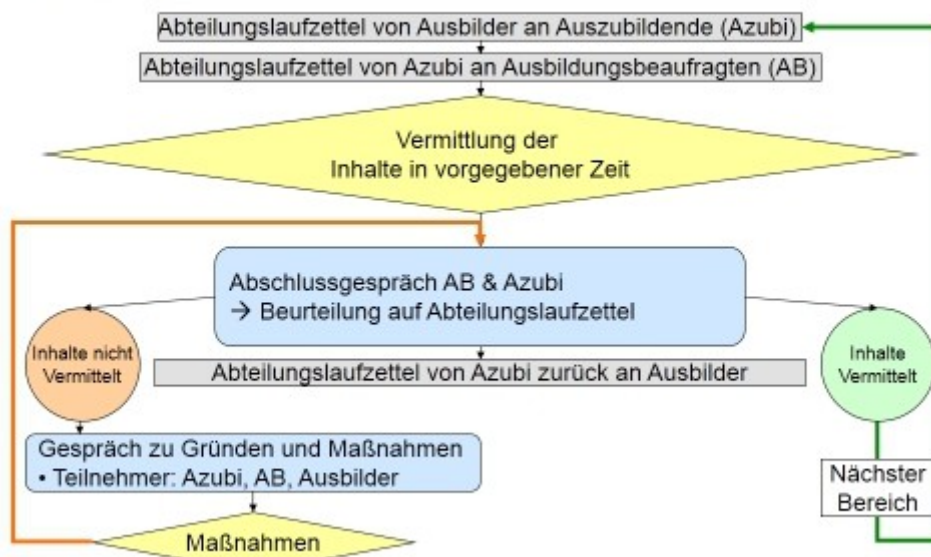 Abteilungslaufzettel von Ausbilder an Auszubildende (Azubi)
Abteilungslaufzettel von Azubi an Ausbildungsbeaufragten (AB)
Vermittlung der
Inhalte in vorgegebener Zeit
Abschlussgespräch AB & Azubi
→ Beurteilung auf Abteilungslaufzettel
Inhalte nicht
Vermittelt
Abteilungslaufzettel von Azubi zurück an Ausbilder
Inhalte
Vermittelt
Gespräch zu Gründen und Maßnahmen
• Teilnehmer: Azubi, AB, Ausbilder
Nächster
Bereich
Maßnahmen